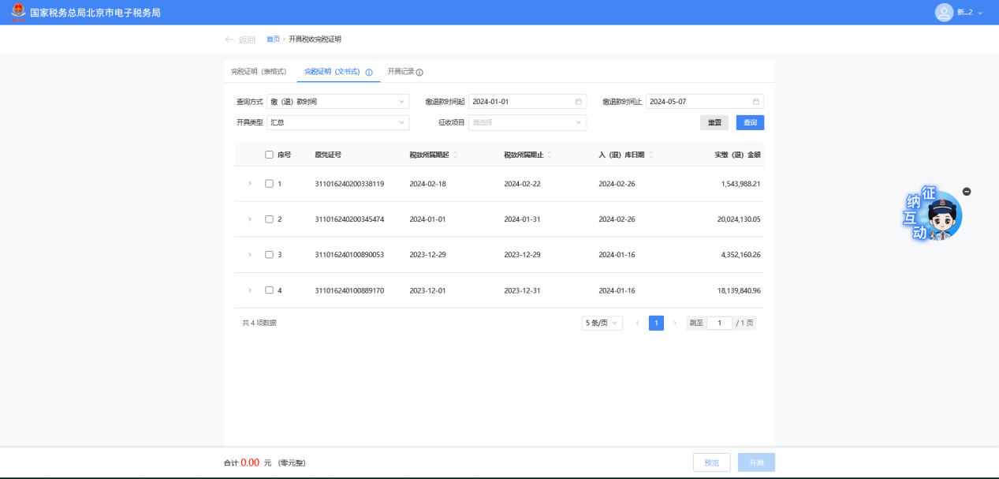 国家税务总局北京市电子税务局 新...2
返回 首页 › 开具税收完税证明
完税证明（表格式） 完税证明（文书式） 开具记录
查询方式 缴（退）款时间 缴退款时间起 2024-01-01 缴退款时间止 2024-05-07
开具类型 汇总 征收项目 请选择 重置 查询
序号 原凭证号 税款所属期起 税款所属期止 入（退）库日期 实缴（退）金额
1 311016240200338119 2024-02-18 2024-02-22 2024-02-26 1,543,988.21
2 311016240200345474 2024-01-01 2024-01-31 2024-02-26 20,024,130.05
3 311016240100890053 2023-12-29 2023-12-29 2024-01-16 4,352,160.26
4 311016240100889170 2023-12-01 2023-12-31 2024-01-16 18,139,840.96
共 4 项数据 5 条/页 1 跳至 1 / 1 页
征纳互动
合计 0.00 元 （零元整） 预览 开具